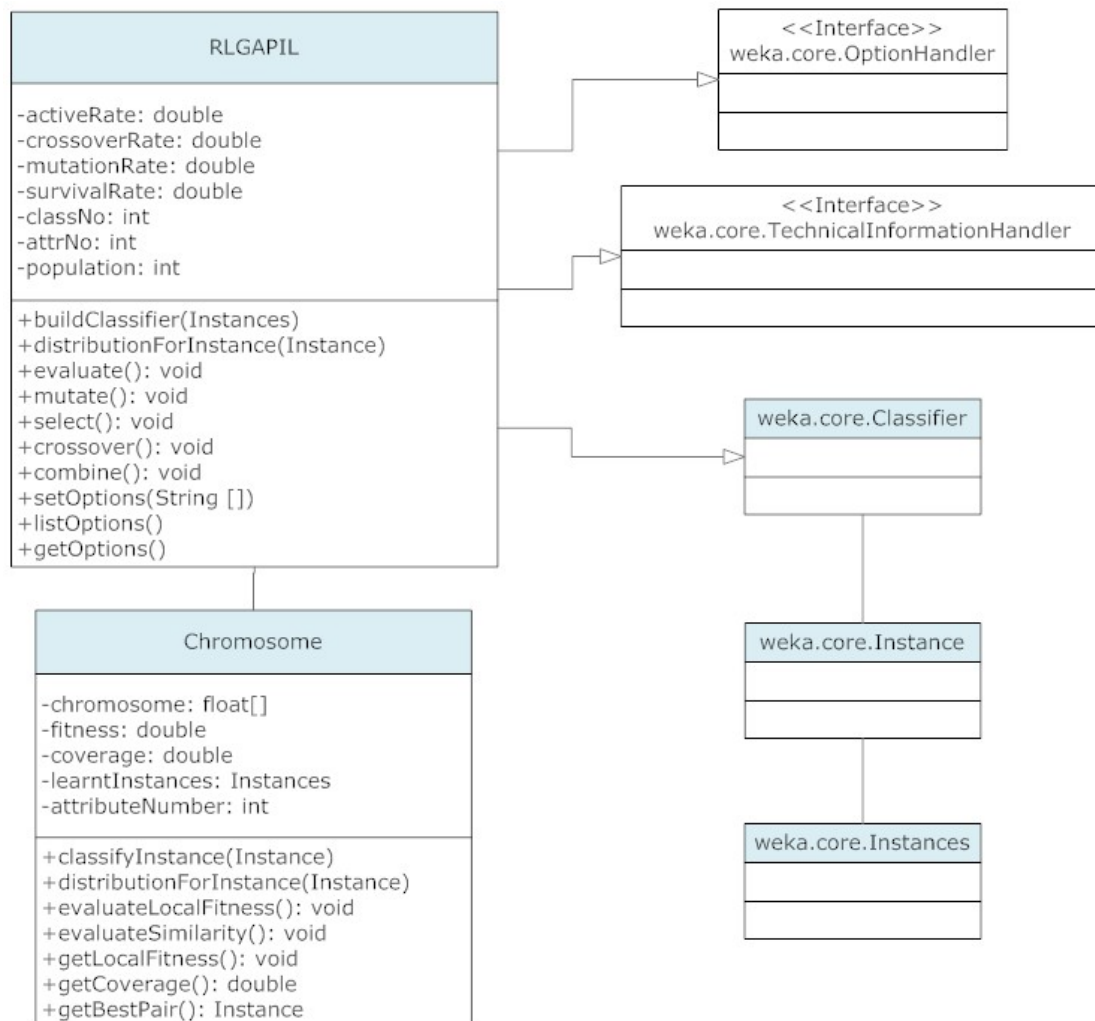 RLGAPIL
-activeRate: double
-crossoverRate: double
-mutationRate: double
-survivalRate: double
-classNo: int
-attrNo: int
-population: int
+buildClassifier(Instances)
+distributionForInstance(Instance)
+evaluate(): void
+mutate(): void
+select(): void
+crossover(): void
+combine(): void
+setOptions(String [])
+listOptions()
+getOptions()
Chromosome
-chromosome: float[]
-fitness: double
-coverage: double
-learntInstances: Instances
-attributeNumber: int
+classifyInstance(Instance)
+distributionForInstance(Instance)
+evaluateLocalFitness(): void
+evaluateSimilarity(): void
+getLocalFitness(): void
+getCoverage(): double
+getBestPair(): Instance
<<Interface>>
weka.core.OptionHandler
<<Interface>>
weka.core.TechnicalInformationHandler
weka.core.Classifier
weka.core.Instance
weka.core.Instances